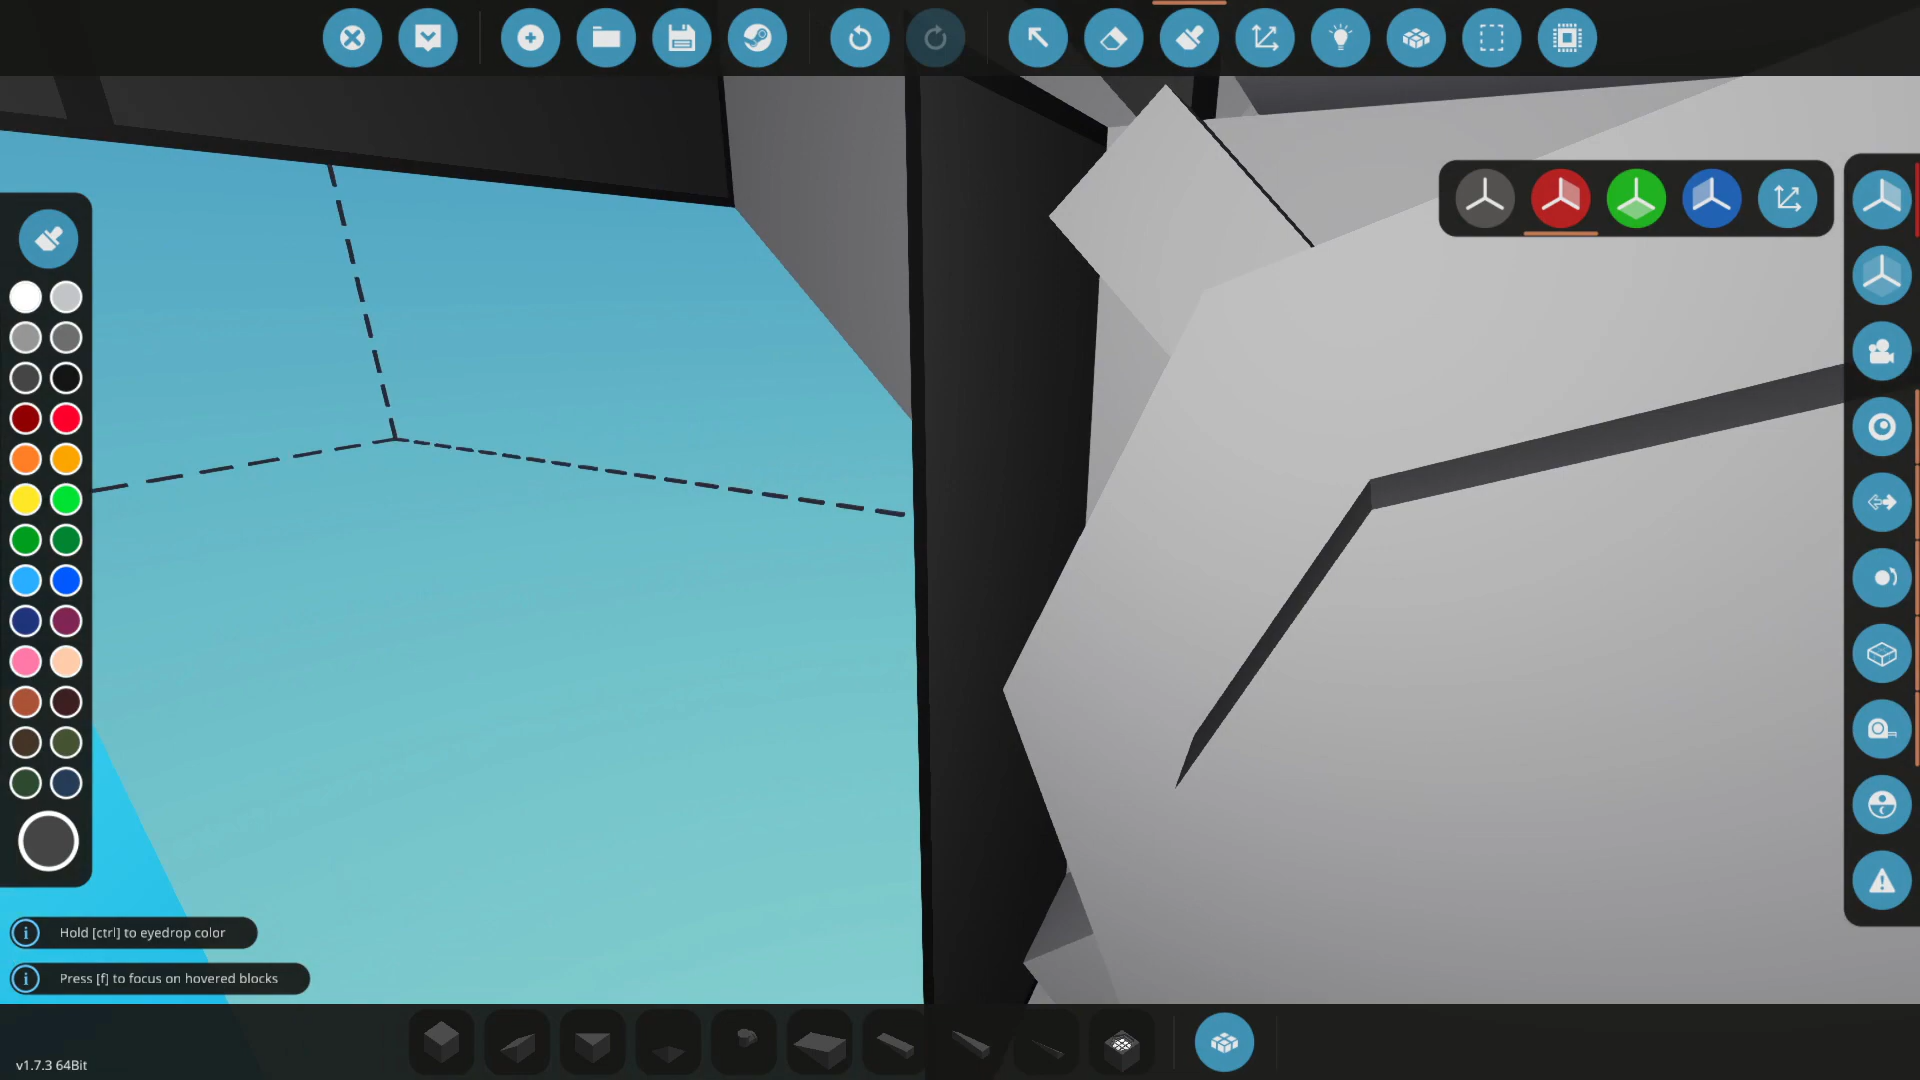 Hold [ctrl] to eyedrop color
Press [f] to focus on hovered blocks
v1.7.3 64Bit